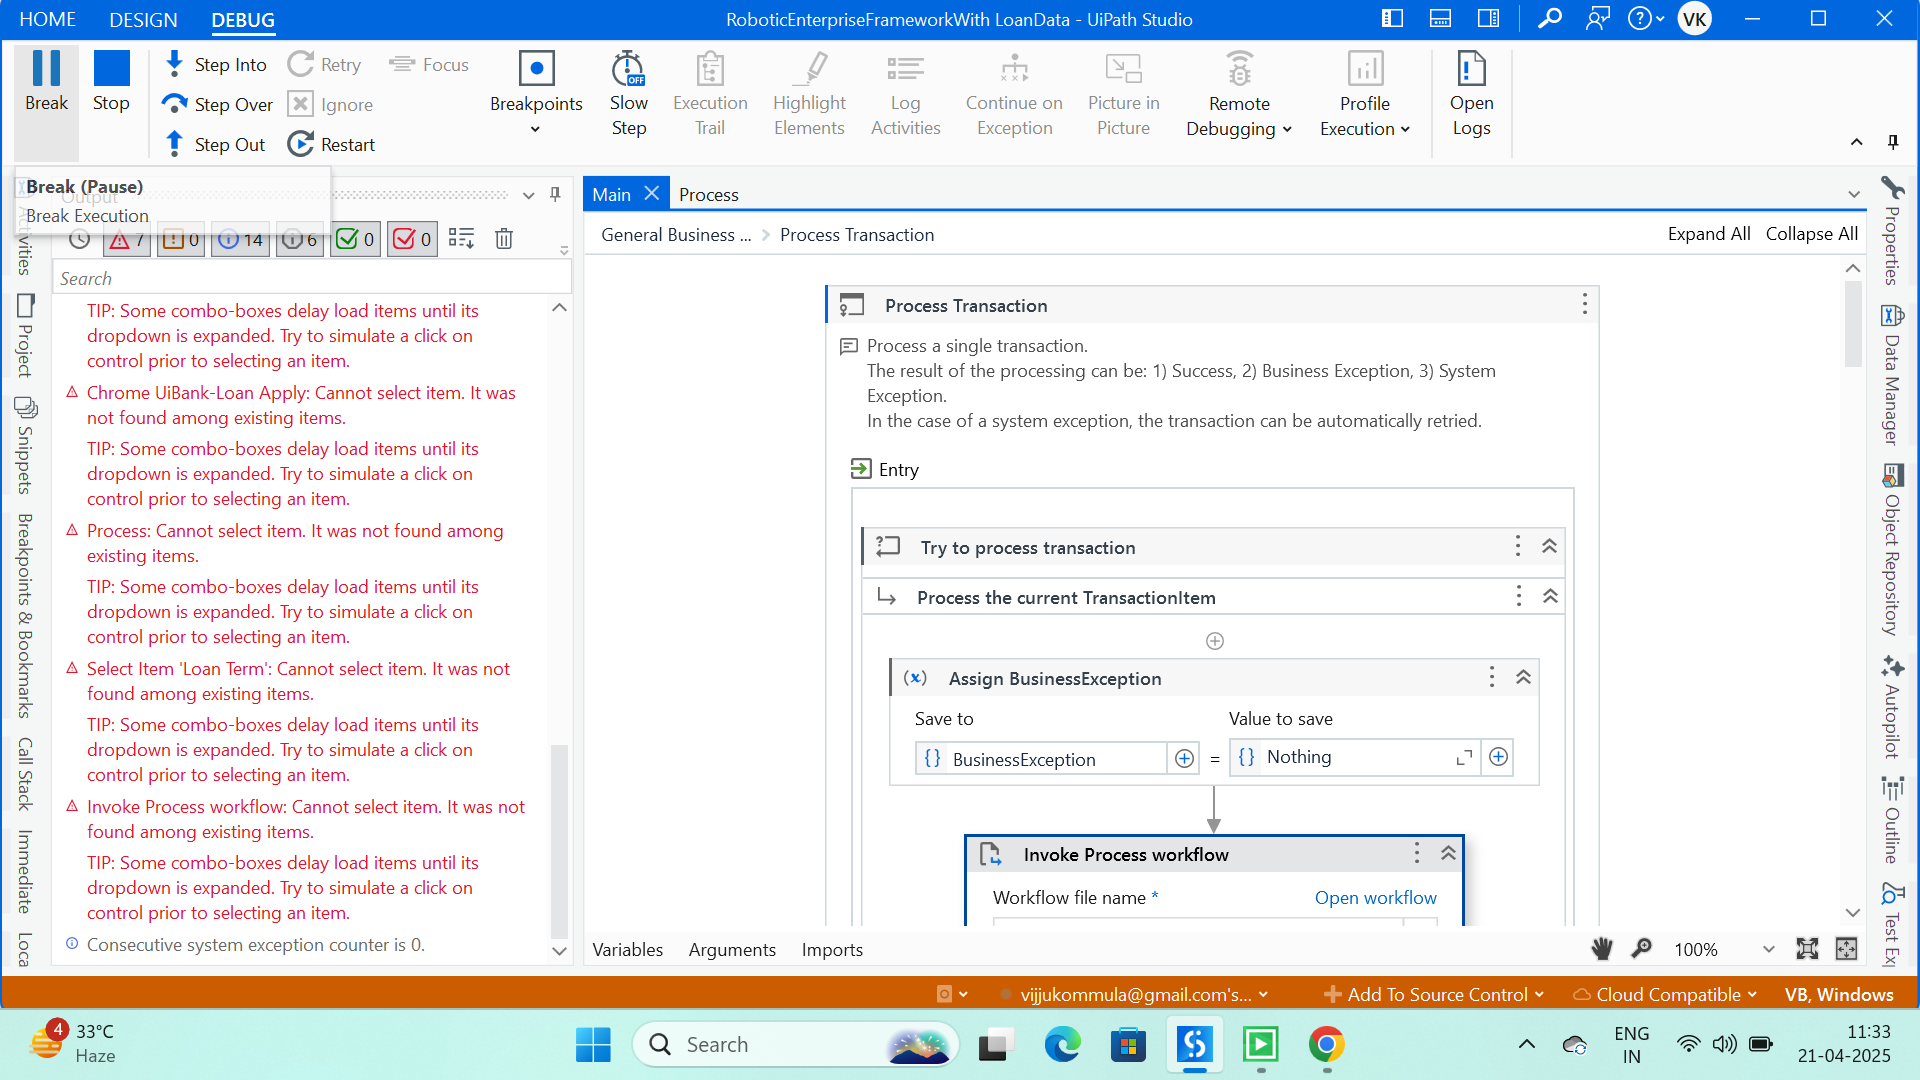 HOME DESIGN DEBUG RoboticEnterpriseFrameworkWith LoanData - UiPath Studio VK
Break
Stop
Step Into
Step Over
Step Out
Retry
Ignore
Restart
Focus
Breakpoints
Slow
Step
Execution
Trail
Highlight
Elements
Log
Activities
Continue on
Exception
Picture in
Picture
Remote
Debugging
Profile
Execution
Open
Logs
Break (Pause)
Break Execution
Output
7 0 14 6 0 0
Search
TIP: Some combo-boxes delay load items until its
dropdown is expanded. Try to simulate a click on
control prior to selecting an item.
Chrome UiBank-Loan Apply: Cannot select item. It was
not found among existing items.
TIP: Some combo-boxes delay load items until its
dropdown is expanded. Try to simulate a click on
control prior to selecting an item.
Process: Cannot select item. It was not found among
existing items.
TIP: Some combo-boxes delay load items until its
dropdown is expanded. Try to simulate a click on
control prior to selecting an item.
Select Item 'Loan Term': Cannot select item. It was not
found among existing items.
TIP: Some combo-boxes delay load items until its
dropdown is expanded. Try to simulate a click on
control prior to selecting an item.
Invoke Process workflow: Cannot select item. It was not
found among existing items.
TIP: Some combo-boxes delay load items until its
dropdown is expanded. Try to simulate a click on
control prior to selecting an item.
Consecutive system exception counter is 0.
Activities
Project
Snippets
Breakpoints & Bookmarks
Call Stack
Immediate
Loca
Main Process
General Business ... > Process Transaction
Expand All Collapse All
Process Transaction
Process a single transaction.
The result of the processing can be: 1) Success, 2) Business Exception, 3) System
Exception.
In the case of a system exception, the transaction can be automatically retried.
Entry
Try to process transaction
Process the current TransactionItem
(x) Assign BusinessException
Save to Value to save
{} BusinessException = {} Nothing
Invoke Process workflow
Workflow file name * Open workflow
Variables Arguments Imports
100%
Properties
Data Manager
Object Repository
Autopilot
Outline
Test Ex
vijjukommula@gmail.com's... Add To Source Control Cloud Compatible VB, Windows
4
33°C
Haze
Search
ENG
IN
11:33
21-04-2025